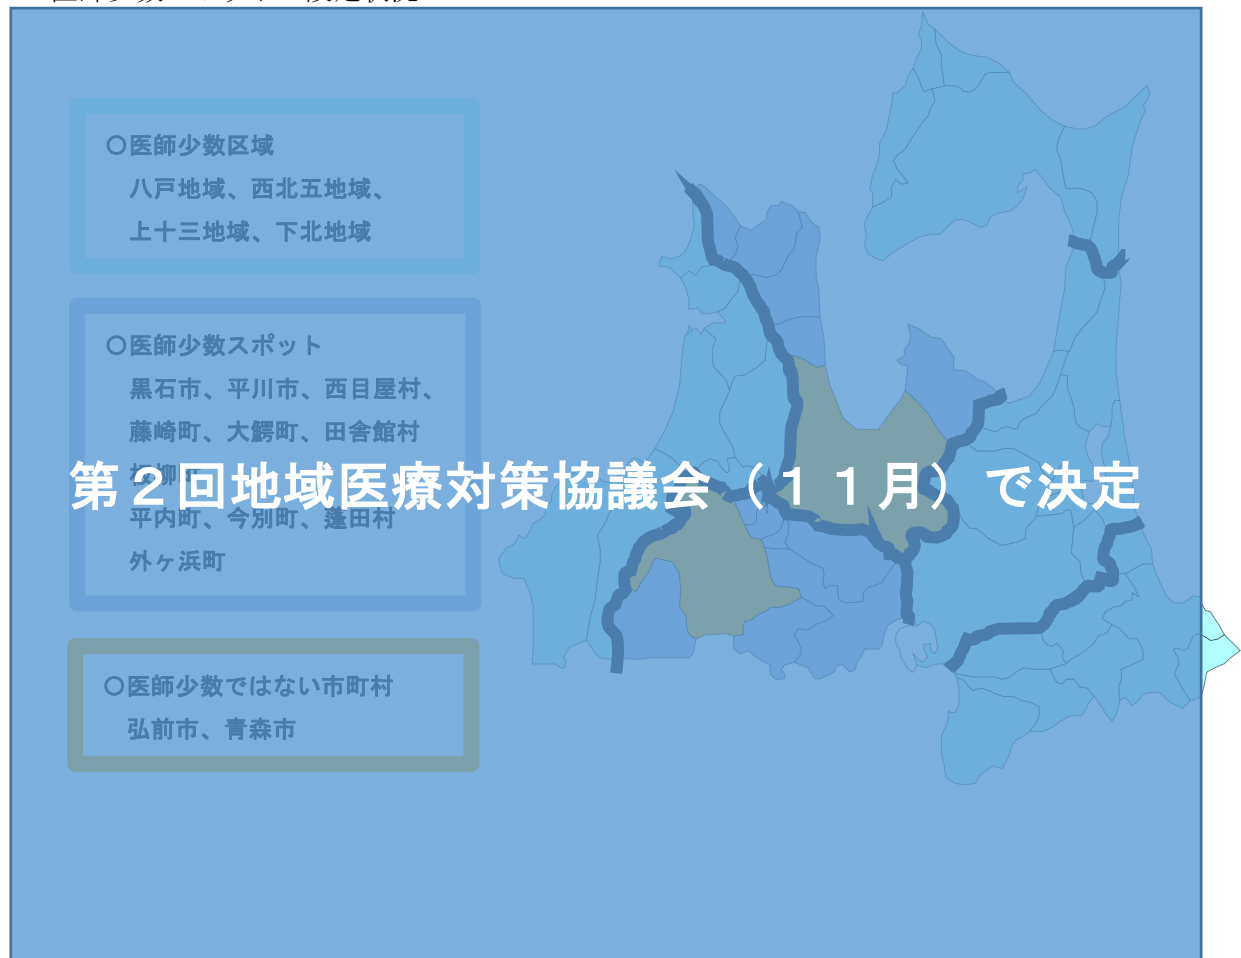 ○医師少数区域
八戸地域、西北五地域、
上十三地域、下北地域
○医師少数スポット
黒石市、平川市、西目屋村、
藤崎町、大鰐町、田舎館村
第２回地域医療対策協議会（１１月）で決定
平内町、今別町、蓬田村
外ヶ浜町
○医師少数ではない市町村
弘前市、青森市